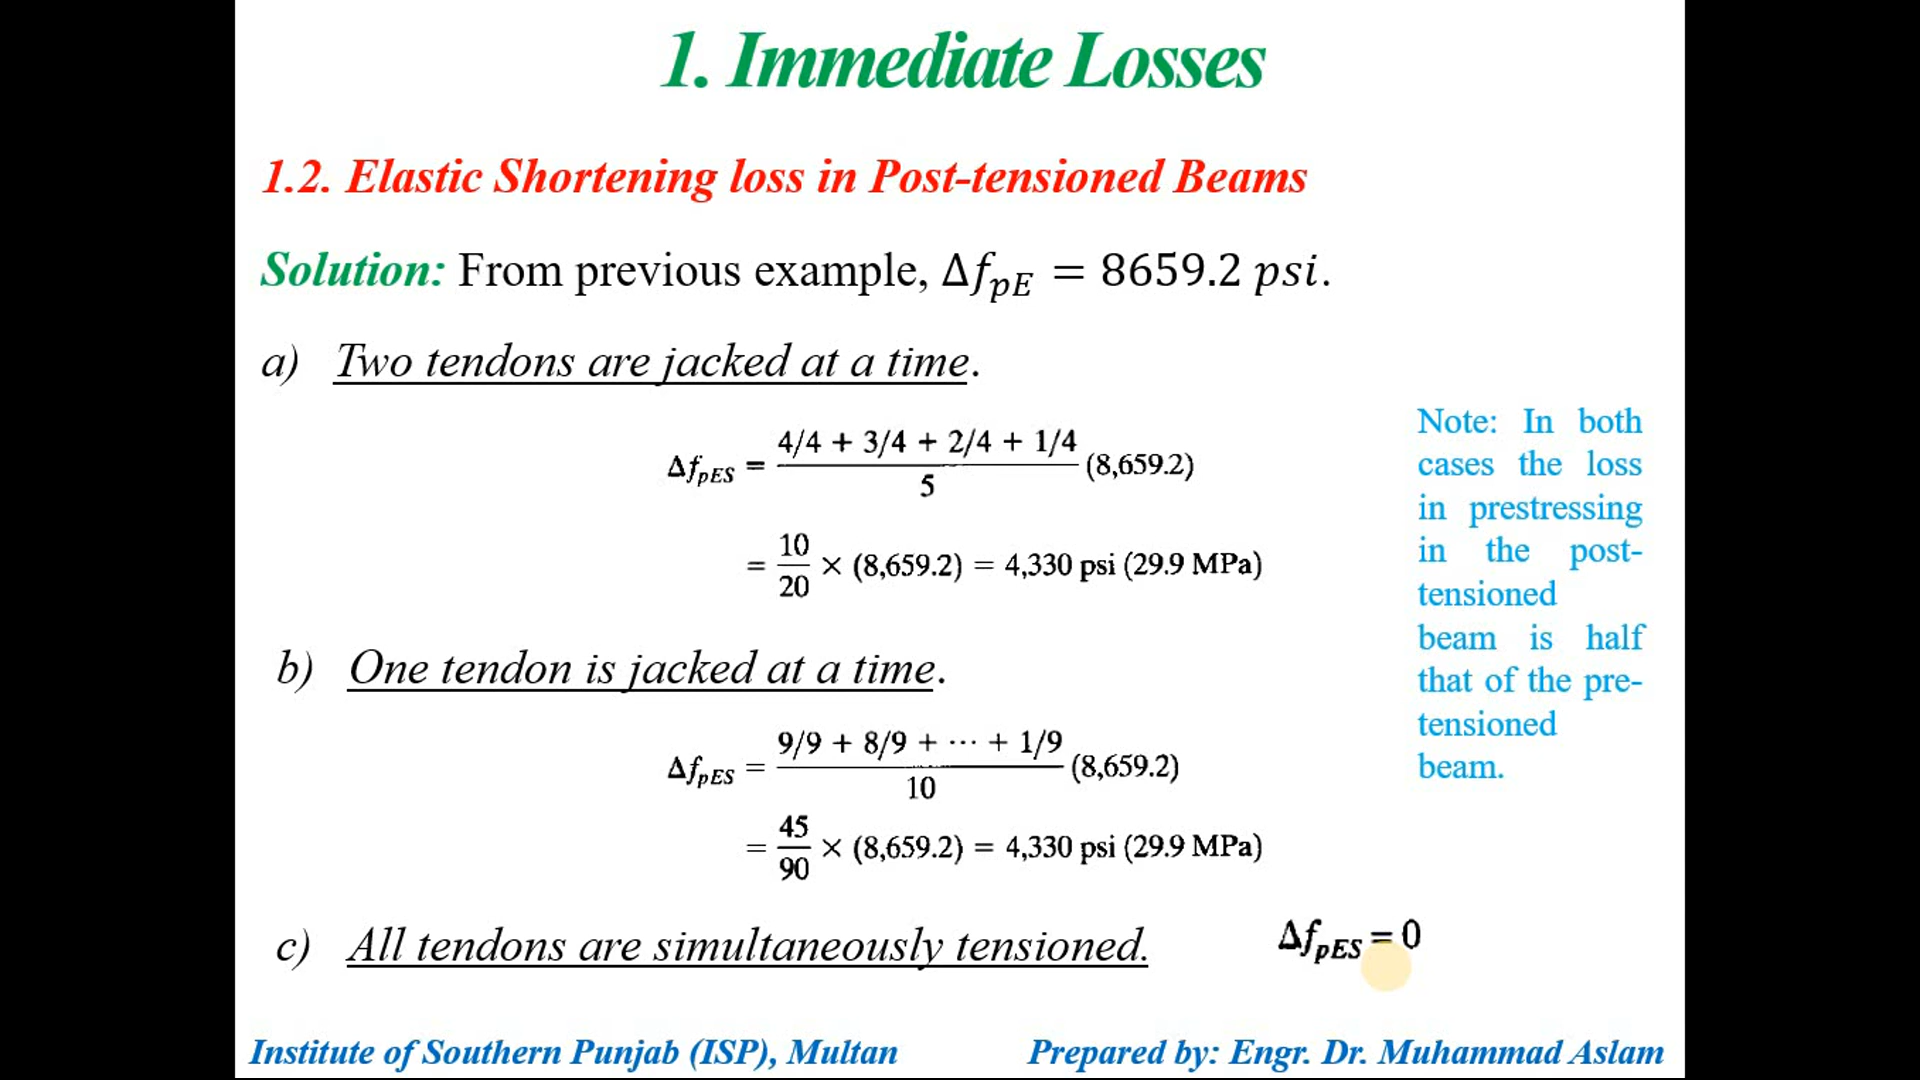 1. Immediate Losses
1.2. Elastic Shortening loss in Post-tensioned Beams
Solution: From previous example, Δf_pE = 8659.2 psi.
a) Two tendons are jacked at a time.
Δf_pES = (4/4 + 3/4 + 2/4 + 1/4)/5 (8,659.2)
= 10/20 × (8,659.2) = 4,330 psi (29.9 MPa)
b) One tendon is jacked at a time.
Δf_pES = (9/9 + 8/9 + ··· + 1/9)/10 (8,659.2)
= 45/90 × (8,659.2) = 4,330 psi (29.9 MPa)
c) All tendons are simultaneously tensioned. Δf_pES = 0
Note: In both
cases the loss
in prestressing
in the post-
tensioned
beam is half
that of the pre-
tensioned
beam.
Institute of Southern Punjab (ISP), Multan
Prepared by: Engr. Dr. Muhammad Aslam